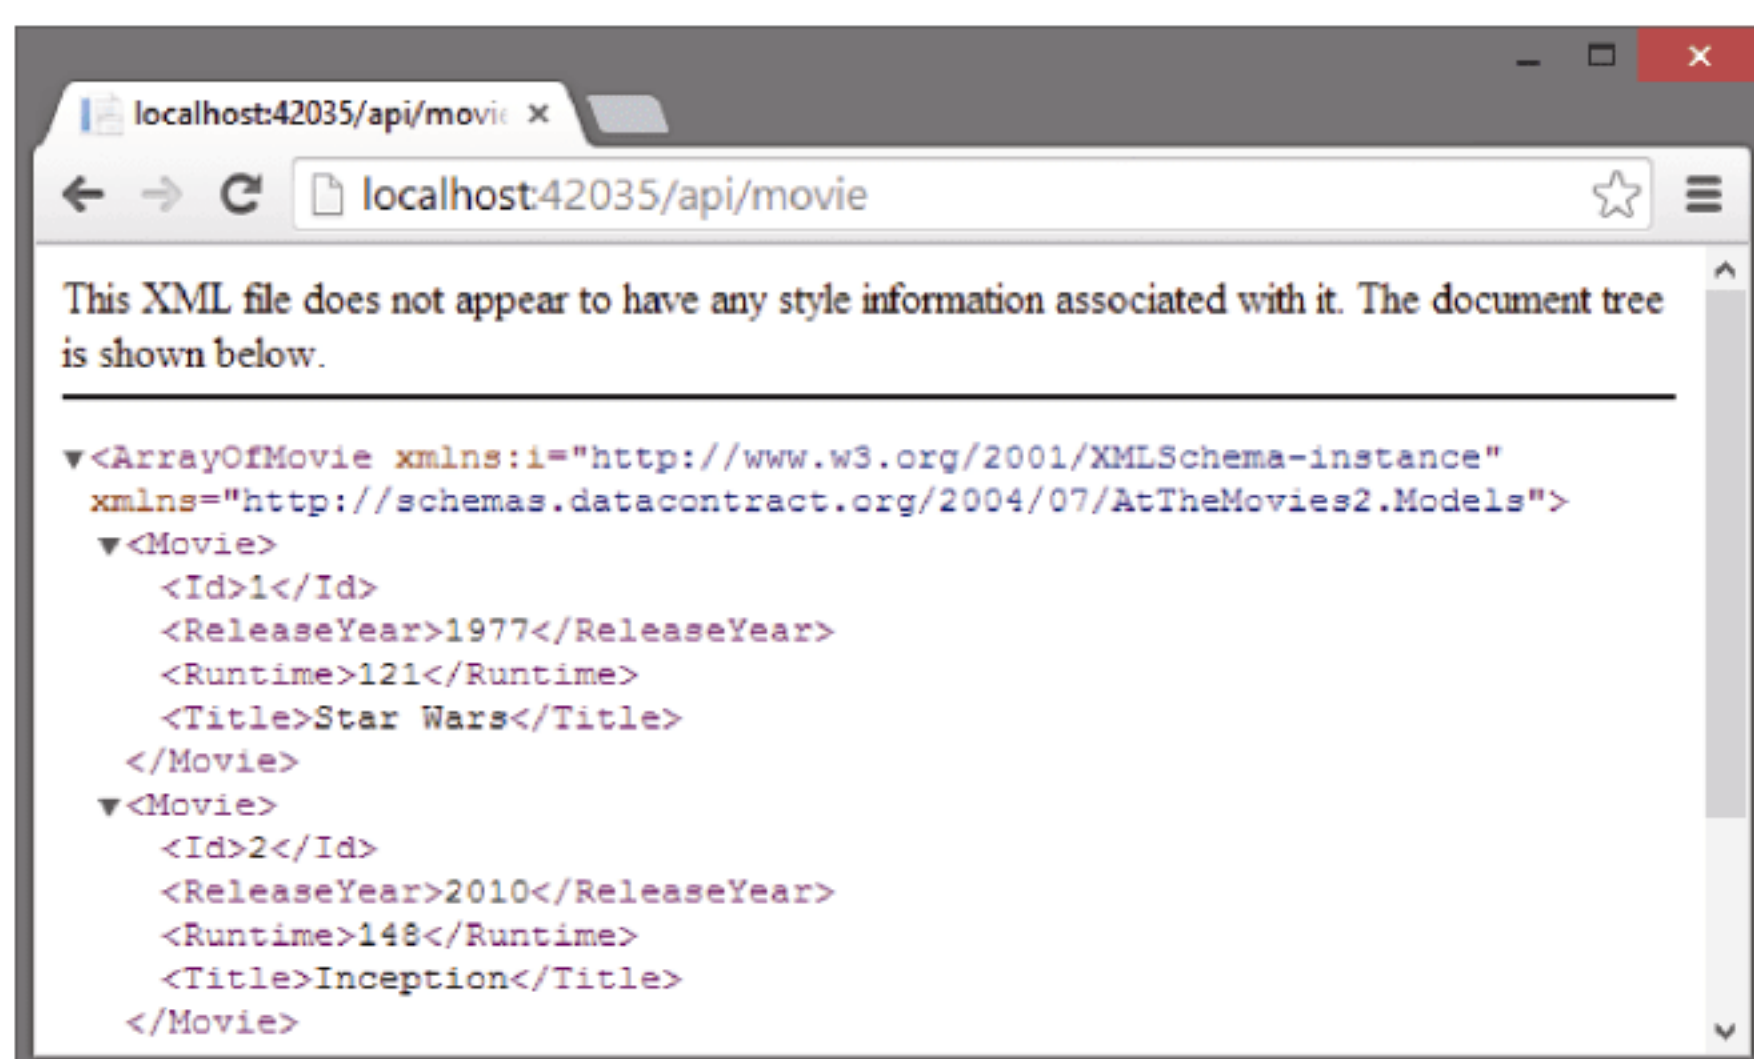 localhost:42035/api/movie
localhost:42035/api/movie
This XML file does not appear to have any style information associated with it. The document tree
is shown below.
<ArrayOfMovie xmlns:i="http://www.w3.org/2001/XMLSchema-instance"
xmlns="http://schemas.datacontract.org/2004/07/AtTheMovies2.Models">
<Movie>
<Id>1</Id>
<ReleaseYear>1977</ReleaseYear>
<Runtime>121</Runtime>
<Title>Star Wars</Title>
</Movie>
<Movie>
<Id>2</Id>
<ReleaseYear>2010</ReleaseYear>
<Runtime>148</Runtime>
<Title>Inception</Title>
</Movie>